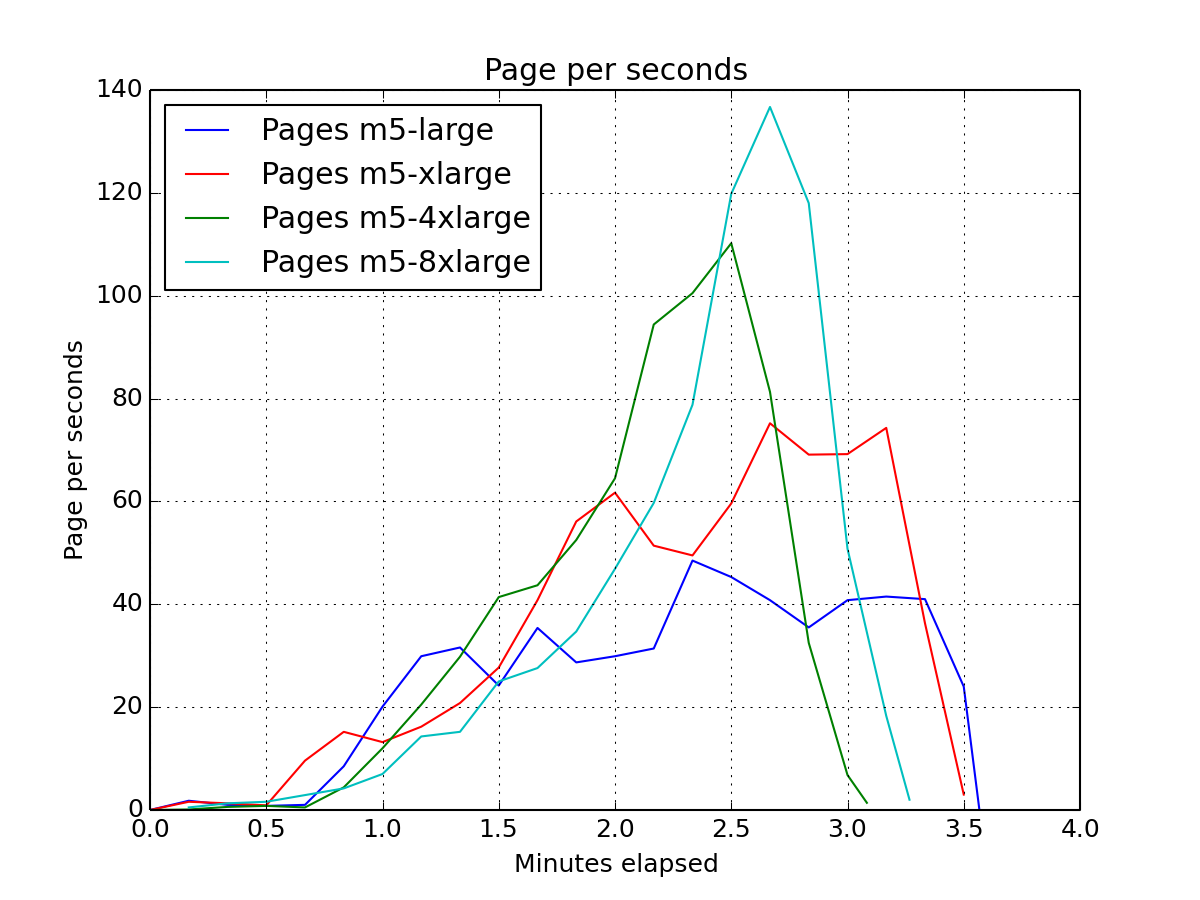 Page per seconds
140
120
100
80
60
40
20
0
Page per seconds
Pages m5-large
Pages m5-xlarge
Pages m5-4xlarge
Pages m5-8xlarge
0.0 0.5 1.0 1.5 2.0 2.5 3.0 3.5 4.0
Minutes elapsed